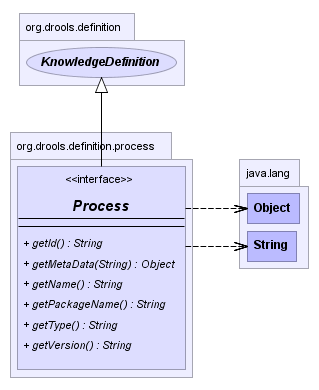 org.drools.definition
KnowledgeDefinition
org.drools.definition.process
<<interface>>
Process
+ getId() : String
+ getMetaData(String) : Object
+ getName() : String
+ getPackageName() : String
+ getType() : String
+ getVersion() : String
java.lang
Object
String